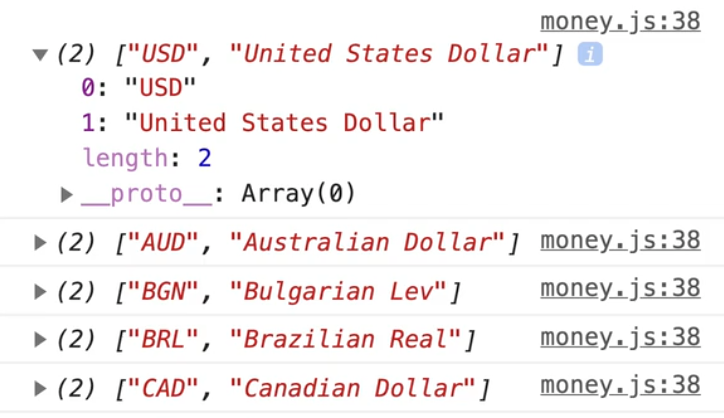 money.js:38
(2) ["USD", "United States Dollar"] i
0: "USD"
1: "United States Dollar"
length: 2
__proto__: Array(0)
(2) ["AUD", "Australian Dollar"] money.js:38
(2) ["BGN", "Bulgarian Lev"] money.js:38
(2) ["BRL", "Brazilian Real"] money.js:38
(2) ["CAD", "Canadian Dollar"] money.js:38